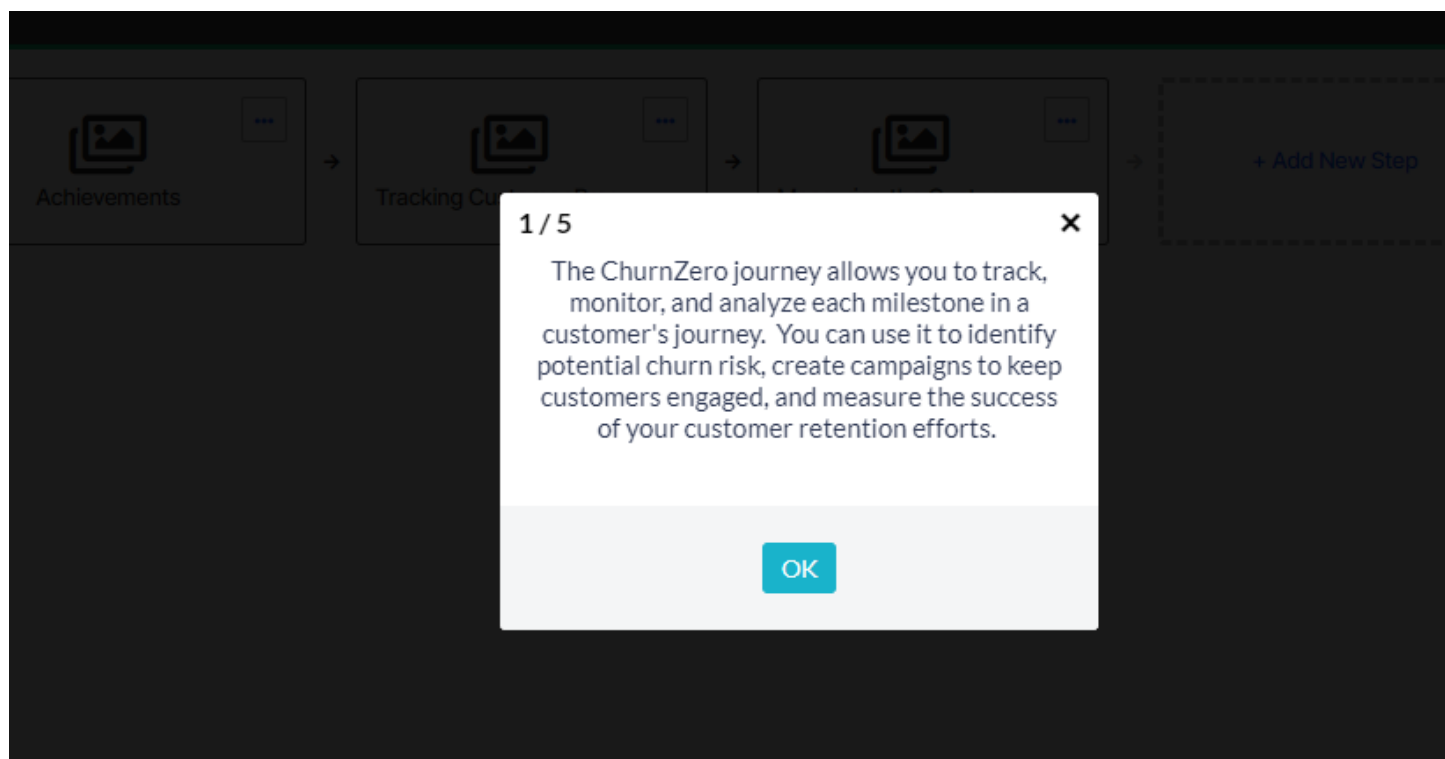 Achievements
Tracking
+ Add New Step
1 / 5
The ChurnZero journey allows you to track,
monitor, and analyze each milestone in a
customer's journey.  You can use it to identify
potential churn risk, create campaigns to keep
customers engaged, and measure the success
of your customer retention efforts.
OK